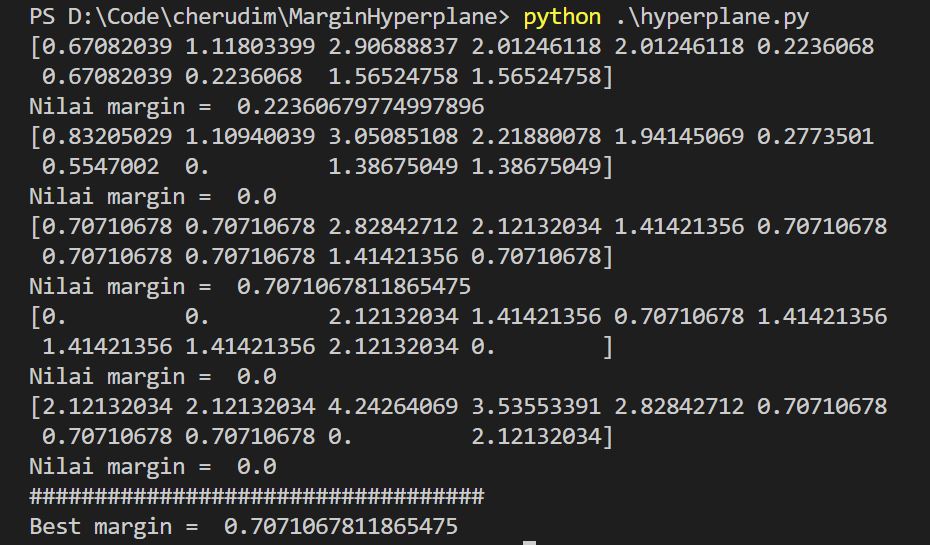 PS D:\Code\cherudim\MarginHyperplane> python .\hyperplane.py
[0.67082039 1.11803399 2.90688837 2.01246118 2.01246118 0.2236068
 0.67082039 0.2236068  1.56524758 1.56524758]
Nilai margin =  0.22360679774997896
[0.83205029 1.10940039 3.05085108 2.21880078 1.94145069 0.2773501
 0.5547002  0.         1.38675049 1.38675049]
Nilai margin =  0.0
[0.70710678 0.70710678 2.82842712 2.12132034 1.41421356 0.70710678
 0.70710678 0.70710678 1.41421356 0.70710678]
Nilai margin =  0.7071067811865475
[0.         0.         2.12132034 1.41421356 0.70710678 1.41421356
 1.41421356 1.41421356 2.12132034 0.        ]
Nilai margin =  0.0
[2.12132034 2.12132034 4.24264069 3.53553391 2.82842712 0.70710678
 0.70710678 0.70710678 0.         2.12132034]
Nilai margin =  0.0
###################################
Best margin =  0.7071067811865475